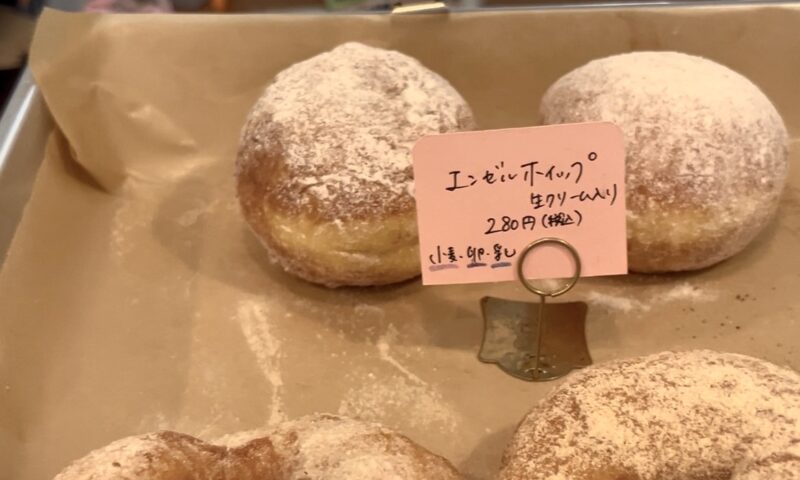 エンゼルホイップ
生クリーム入り
280円(税込)
小麦・卵・乳